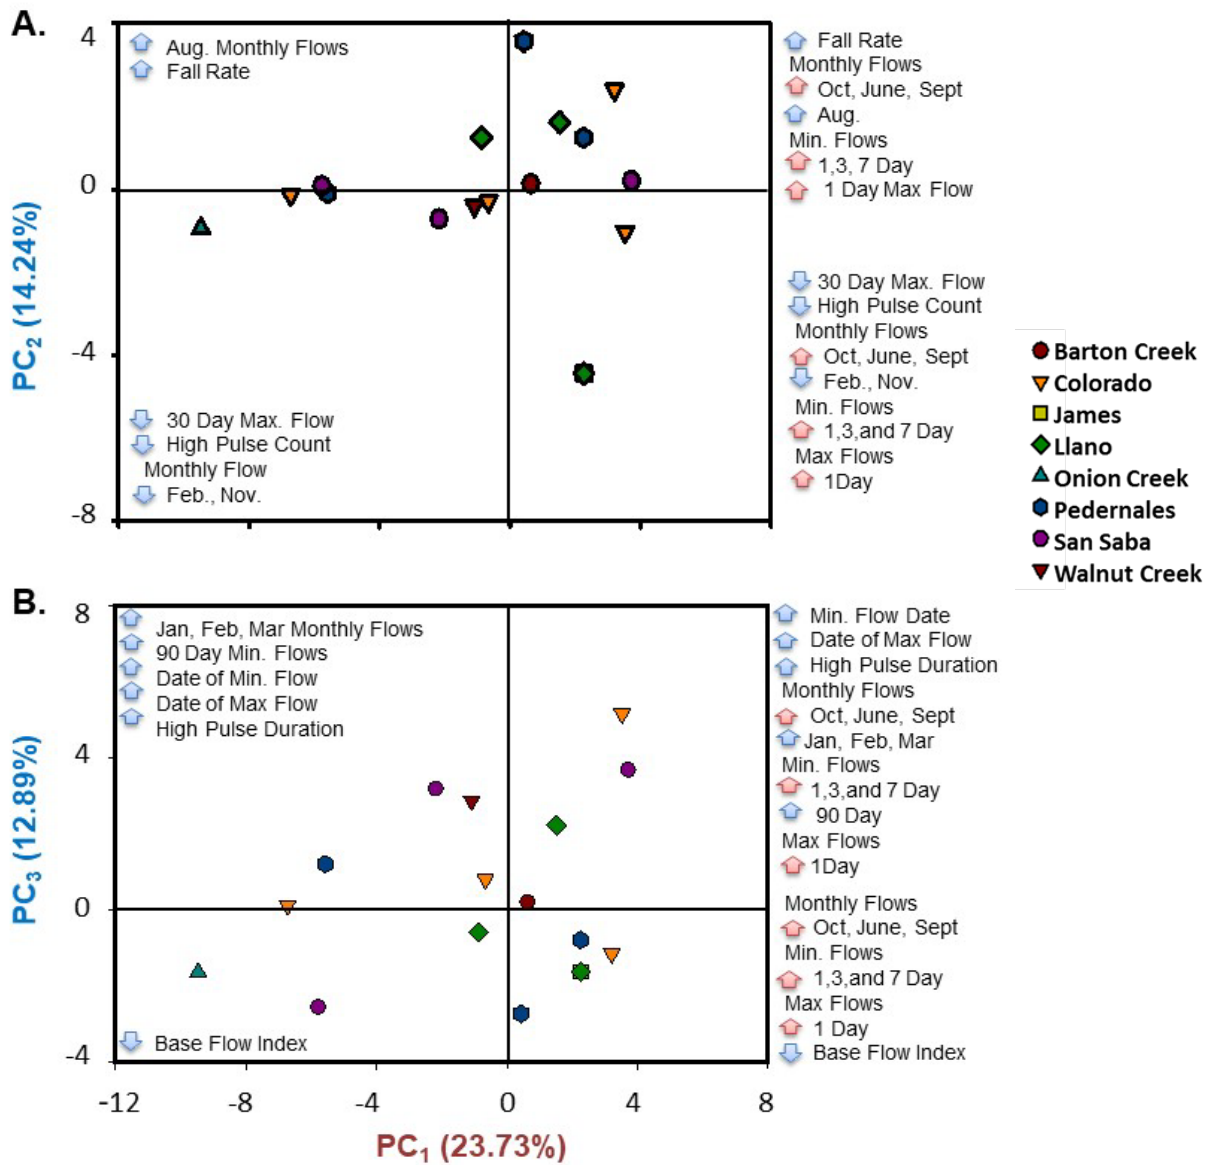 A.
4
0
-4
-8
PC2 (14.24%)
Aug. Monthly Flows
Fall Rate
30 Day Max. Flow
High Pulse Count
Monthly Flow
Feb., Nov.
Fall Rate
Monthly Flows
Oct, June, Sept
Aug.
Min. Flows
1,3, 7 Day
1 Day Max Flow
30 Day Max. Flow
High Pulse Count
Monthly Flows
Oct, June, Sept
Feb., Nov.
Min. Flows
1,3,and 7 Day
Max Flows
1Day
Barton Creek
Colorado
James
Llano
Onion Creek
Pedernales
San Saba
Walnut Creek
B.
8
4
0
-4
PC3 (12.89%)
Jan, Feb, Mar Monthly Flows
90 Day Min. Flows
Date of Min. Flow
Date of Max Flow
High Pulse Duration
Base Flow Index
Min. Flow Date
Date of Max Flow
High Pulse Duration
Monthly Flows
Oct, June, Sept
Jan, Feb, Mar
Min. Flows
1,3,and 7 Day
90 Day
Max Flows
1Day
Monthly Flows
Oct, June, Sept
Min. Flows
1,3,and 7 Day
Max Flows
1 Day
Base Flow Index
-12 -8 -4 0 4 8
PC1 (23.73%)